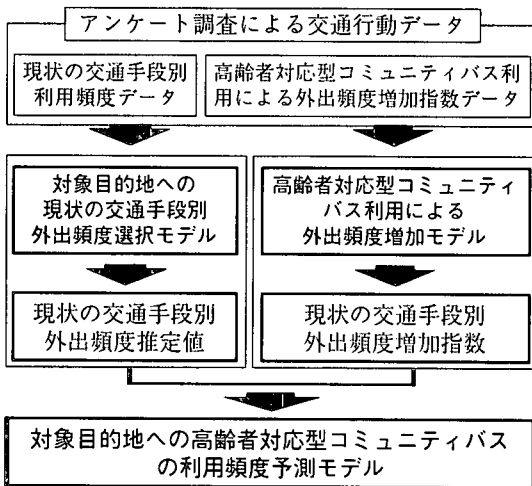 アンケート調査による交通行動データ
現状の交通手段別
利用頻度データ
高齢者対応型コミュニティバス利
用による外出頻度増加指数データ
対象目的地への
現状の交通手段別
外出頻度選択モデル
高齢者対応型コミュニティ
バス利用による
外出頻度増加モデル
現状の交通手段別
外出頻度推定値
現状の交通手段別
外出頻度増加指数
対象目的地への高齢者対応型コミュニティバス
の利用頻度予測モデル